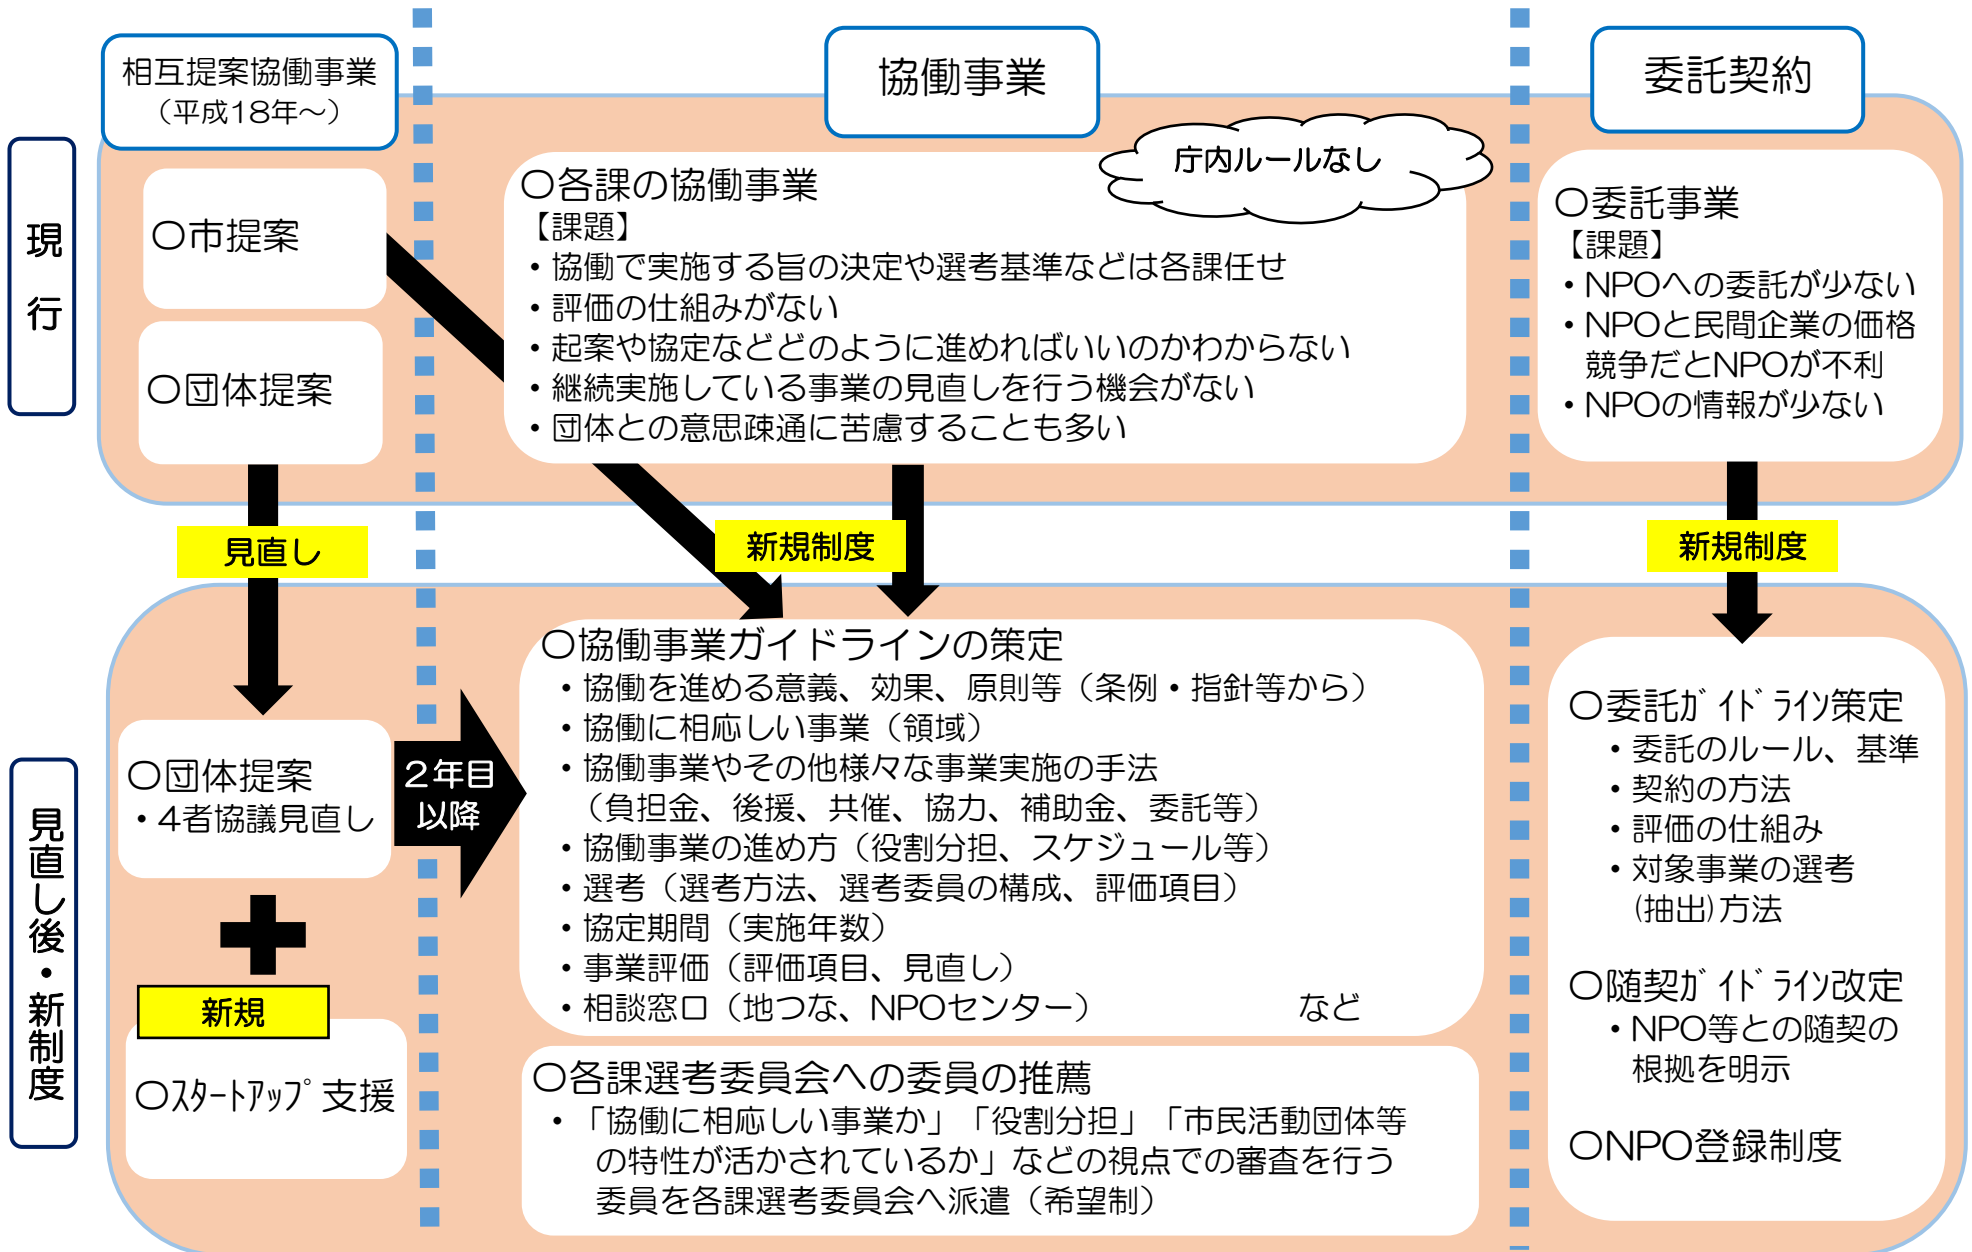 相互提案協働事業
（平成18年～）
協働事業
委託契約
現行
〇市提案
〇団体提案
庁内ルールなし
〇各課の協働事業
【課題】
・協働で実施する旨の決定や選考基準などは各課任せ
・評価の仕組みがない
・起案や協定などどのように進めればいいのかわからない
・継続実施している事業の見直しを行う機会がない
・団体との意思疎通に苦慮することも多い
〇委託事業
【課題】
・NPOへの委託が少ない
・NPOと民間企業の価格
競争だとNPOが不利
・NPOの情報が少ない
見直し
新規制度
新規制度
見直し後・新制度
〇団体提案
・4者協議見直し
２年目
以降
新規
〇ｽﾀｰﾄｱｯﾌﾟ支援
〇協働事業ガイドラインの策定
・協働を進める意義、効果、原則等（条例・指針等から）
・協働に相応しい事業（領域）
・協働事業やその他様々な事業実施の手法
（負担金、後援、共催、協力、補助金、委託等）
・協働事業の進め方（役割分担、スケジュール等）
・選考（選考方法、選考委員の構成、評価項目）
・協定期間（実施年数）
・事業評価（評価項目、見直し）
・相談窓口（地つな、NPOセンター） など
〇各課選考委員会への委員の推薦
・「協働に相応しい事業か」「役割分担」「市民活動団体等
の特性が活かされているか」などの視点での審査を行う
委員を各課選考委員会へ派遣（希望制）
〇委託ｶﾞｲﾄﾞﾗｲﾝ策定
・委託のルール、基準
・契約の方法
・評価の仕組み
・対象事業の選考
(抽出)方法
〇随契ｶﾞｲﾄﾞﾗｲﾝ改定
・NPO等との随契の
根拠を明示
〇NPO登録制度